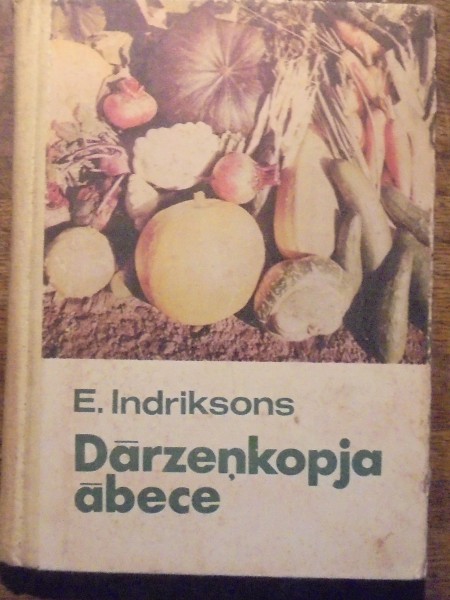 E. Indriksons
Dārzeņkopja
ābece